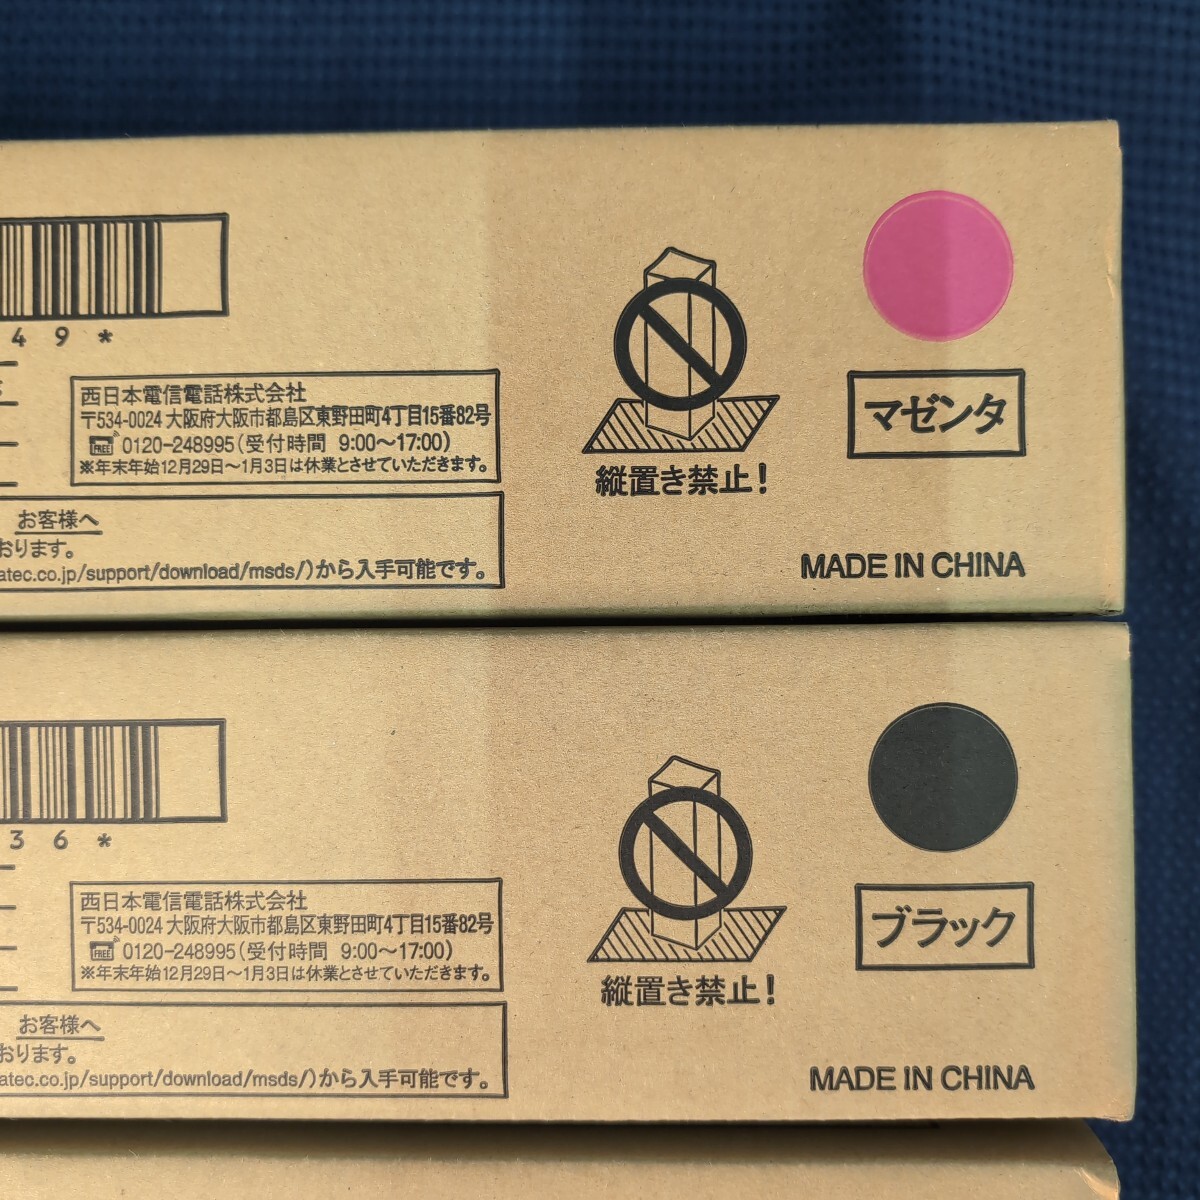 49*
西日本電信電話株式会社
〒534-0024 大阪府大阪市都島区東野田町4丁目15番82号
FREE 0120-248995(受付時間 9:00～17:00)
※年末年始12月29日～1月3日は休業とさせていただきます。
お客様へ
おります。
atec.co.jp/support/download/msds/)から入手可能です。
縦置き禁止!
マゼンタ
MADE IN CHINA
36*
西日本電信電話株式会社
〒534-0024 大阪府大阪市都島区東野田町4丁目15番82号
FREE 0120-248995(受付時間 9:00～17:00)
※年末年始12月29日～1月3日は休業とさせていただきます。
お客様へ
おります。
atec.co.jp/support/download/msds/)から入手可能です。
縦置き禁止!
ブラック
MADE IN CHINA